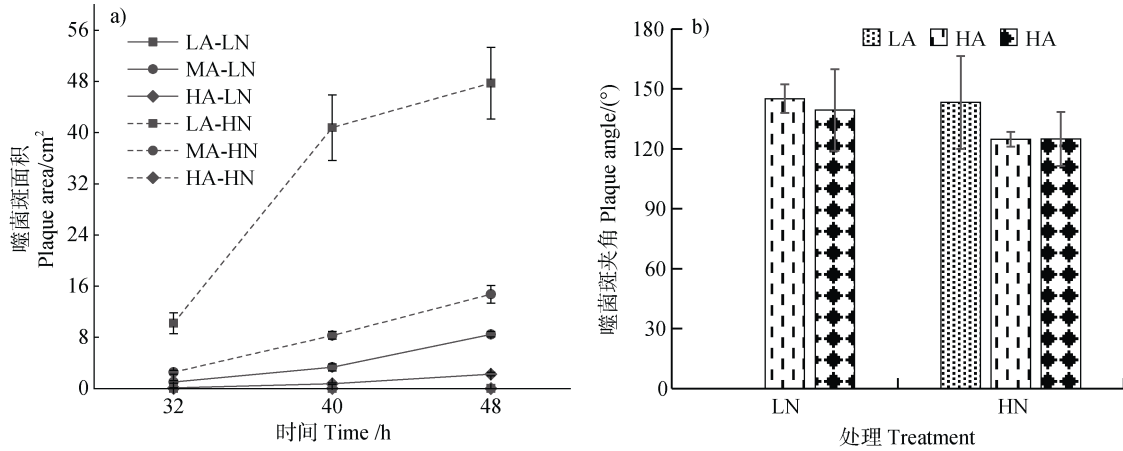 a)
56
48
40
32
24
16
8
0
噬菌斑面积
Plaque area/cm²
LA-LN
MA-LN
HA-LN
LA-HN
MA-HN
HA-HN
32
40
48
时间 Time /h
b)
180
150
120
90
60
30
0
噬菌斑夹角 Plaque angle/(°)
LA HA HA
LN
HN
处理 Treatment